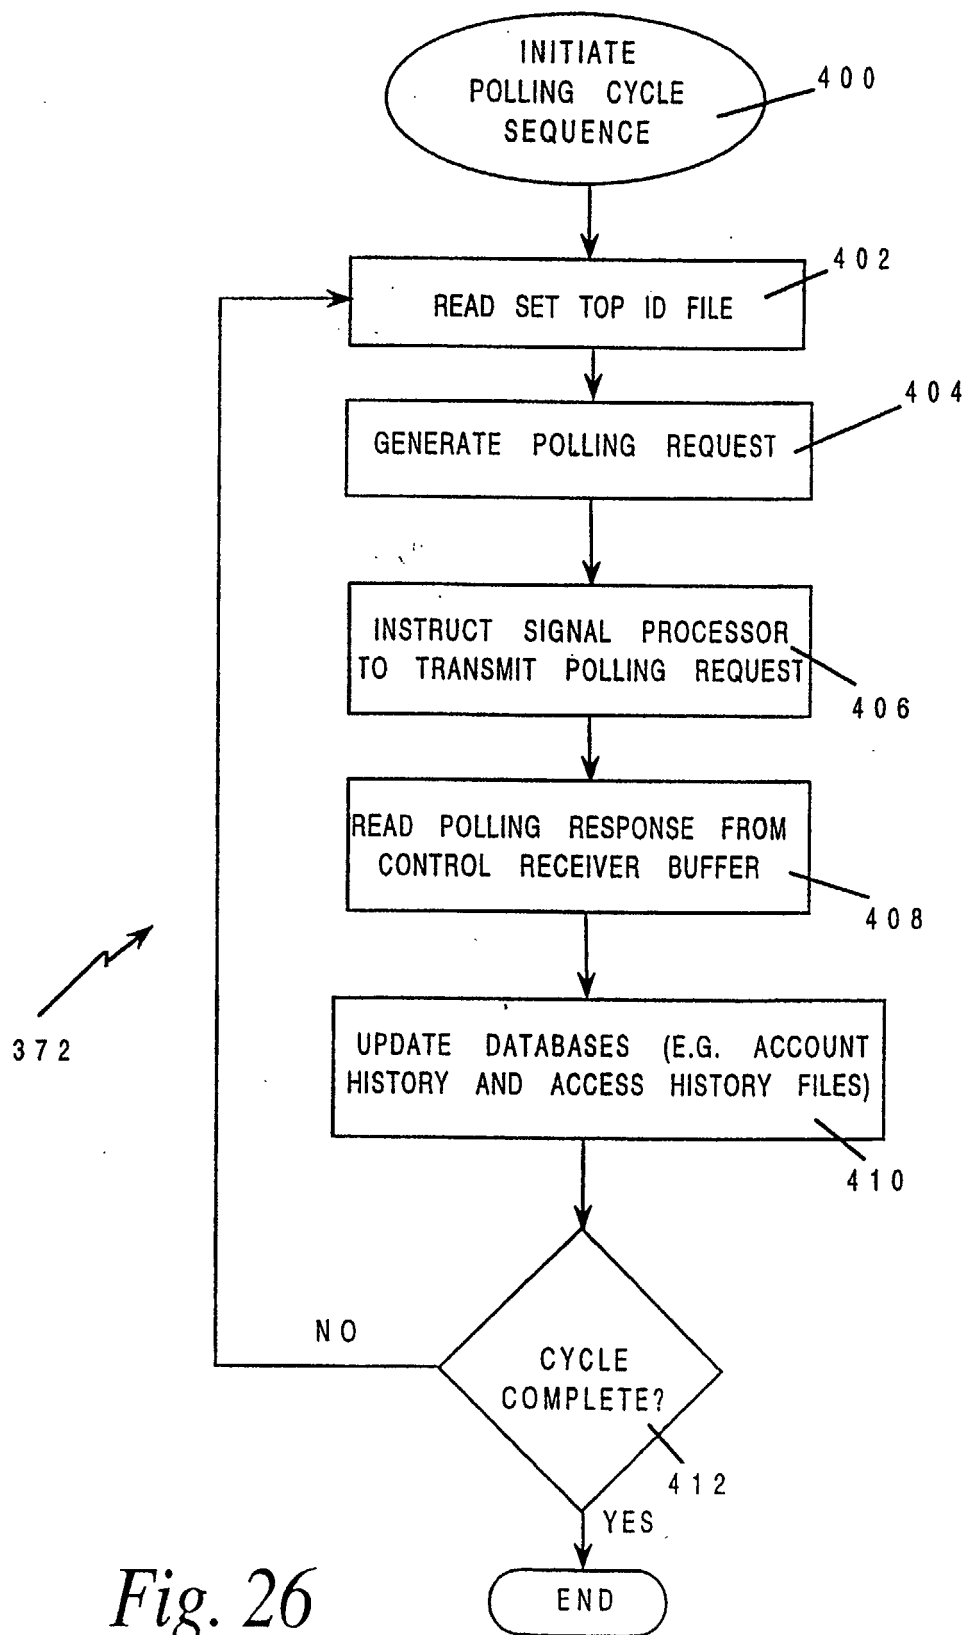 INITIATE
POLLING CYCLE
SEQUENCE
400
READ SET TOP ID FILE
402
GENERATE POLLING REQUEST
404
INSTRUCT SIGNAL PROCESSOR
TO TRANSMIT POLLING REQUEST
406
READ POLLING RESPONSE FROM
CONTROL RECEIVER BUFFER
408
372
UPDATE DATABASES (E.G. ACCOUNT
HISTORY AND ACCESS HISTORY FILES)
410
NO
CYCLE
COMPLETE?
412
YES
END
Fig. 26